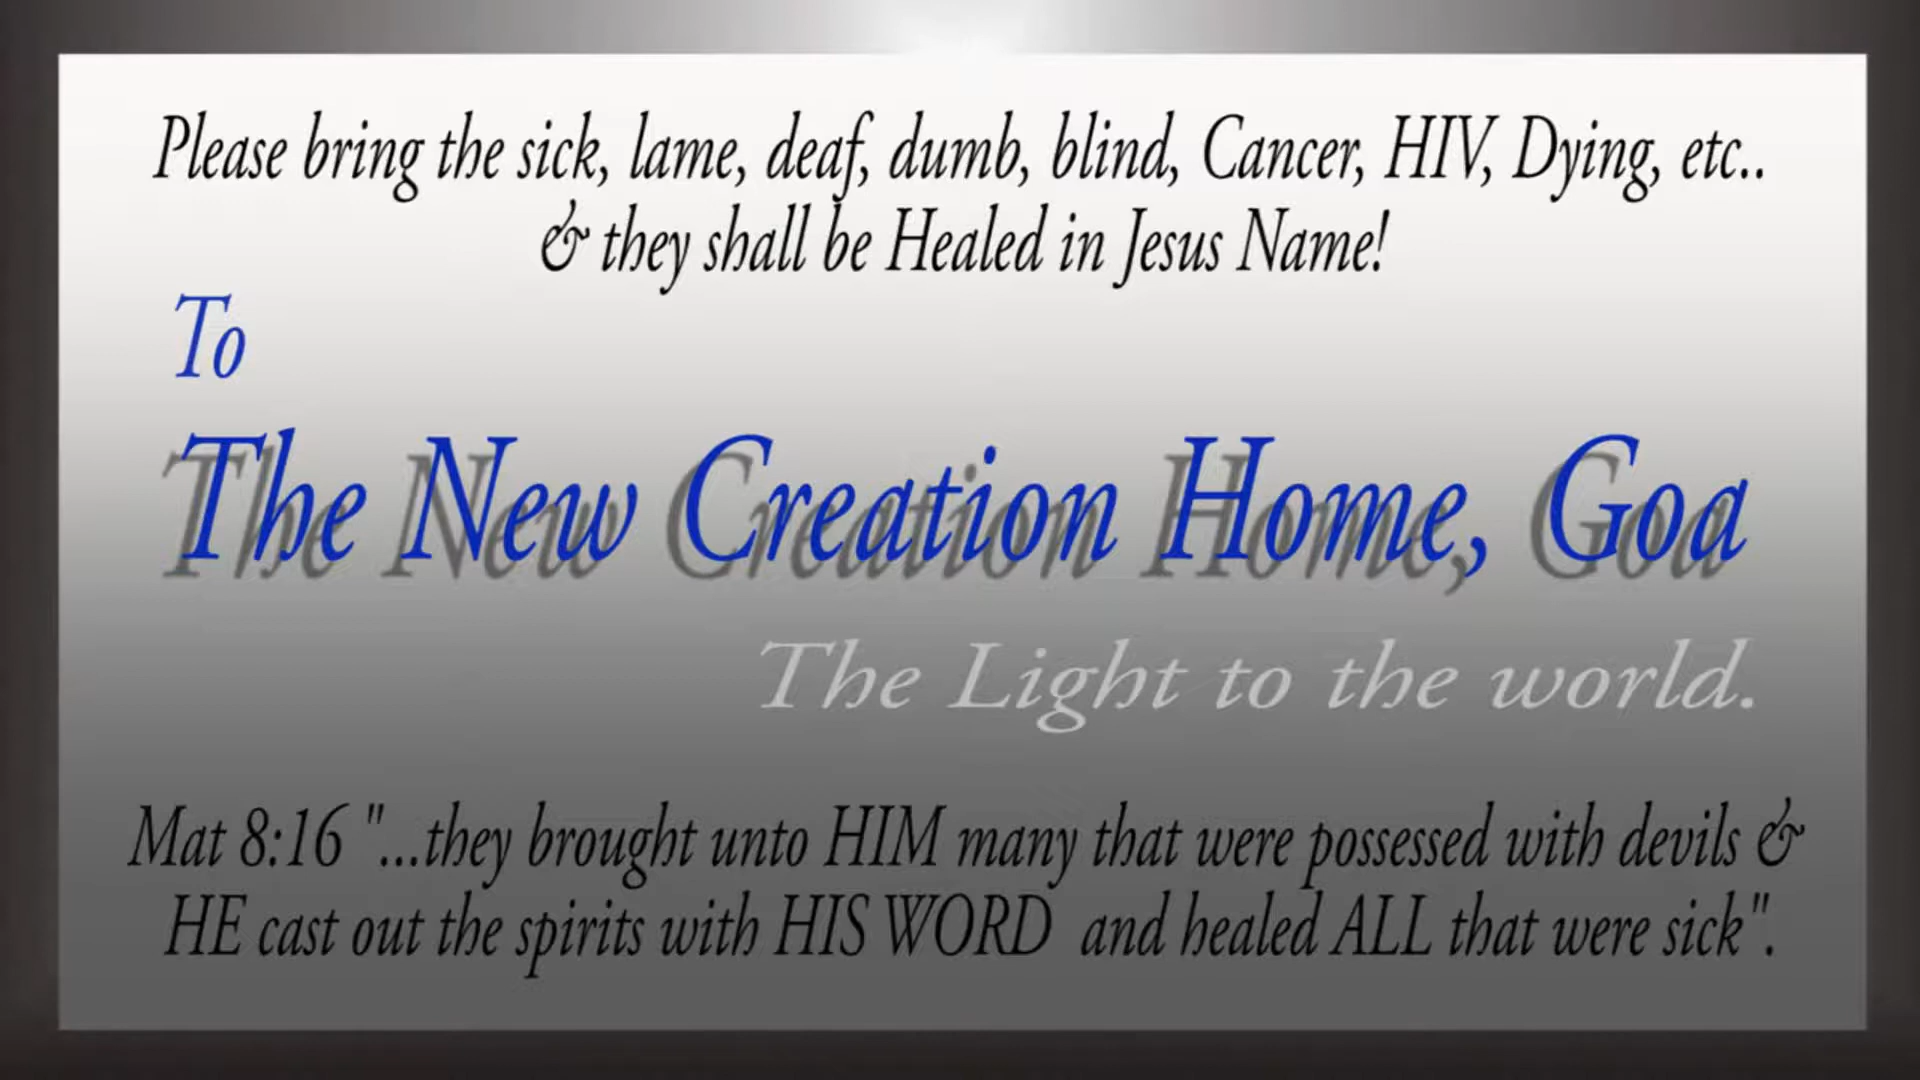 Please bring the sick, lame, deaf, dumb, blind, Cancer, HIV, Dying, etc..
& they shall be Healed in Jesus Name!
To
The New Creation Home, Goa
The Light to the world.
Mat 8:16 "...they brought unto HIM many that were possessed with devils &
HE cast out the spirits with HIS WORD and healed ALL that were sick".